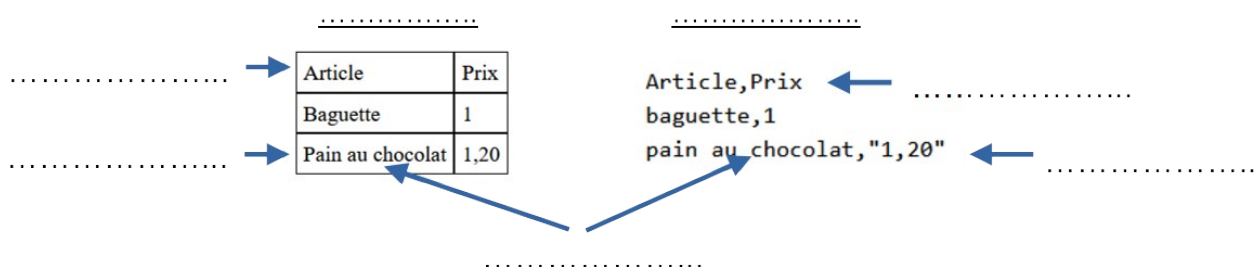 ……………..
………………..
Article Prix
Baguette 1
Pain au chocolat 1,20
Article,Prix
baguette,1
pain au chocolat,"1,20"
…………………
…………………
…………………
…………………
…………………